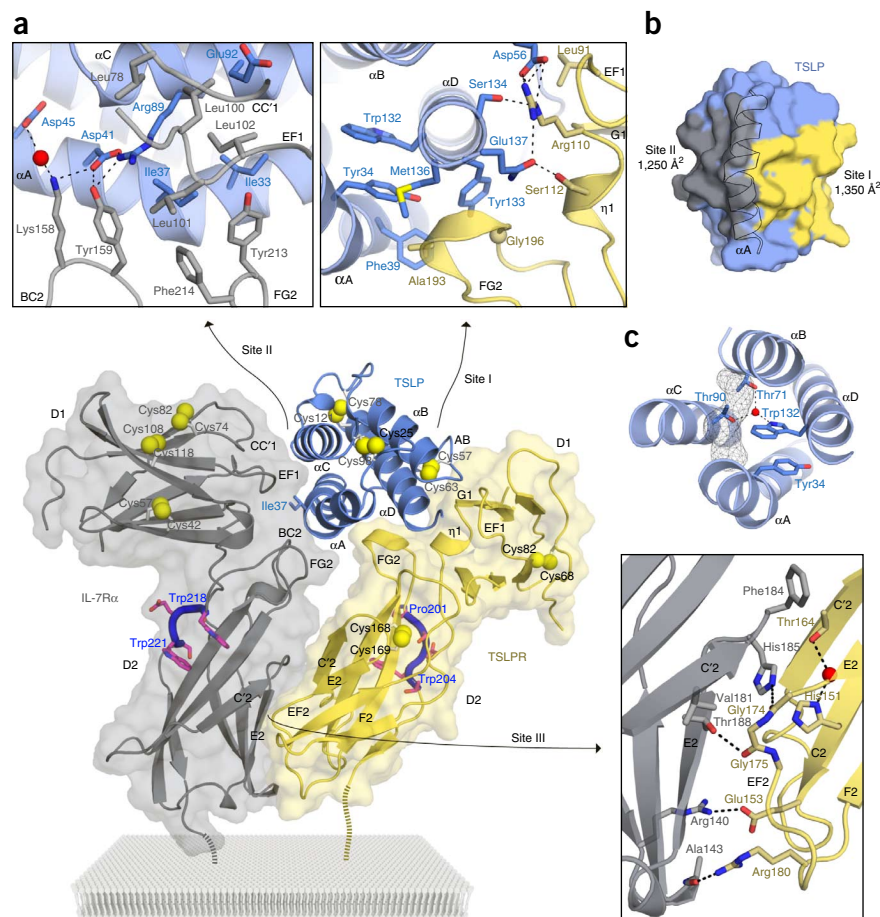 a
αC
Glu92
Leu78
Arg89
Leu100
CC′1
Asp45
Leu102
Asp41
EF1
αA
Ile37
Ile33
Leu101
Lys158
Tyr159
Tyr213
Phe214
BC2
FG2
Asp56
Leu91
αB
αD
EF1
Ser134
Trp132
G1
Glu137
Arg110
Tyr34
Met136
Ser112
Tyr133
η1
Gly196
Phe39
αA
Ala193
FG2
b
TSLP
Site II
1,250 Å²
Site I
1,350 Å²
αA
Site II
Site I
D1
Cys82
Cys108
Cys74
Cys118
CC′1
EF1
Cys57
Cys42
BC2
FG2
IL-7Rα
Trp218
Trp221
D2
C′2
E2
TSLP
Cys78
Cys12
αB
Cys25
AB
Cys98
Cys57
αC
Cys63
D1
Ile37
G1
αD
EF1
αA
η1
Cys82
FG2
Cys68
Pro201
Cys168
Cys169
TSLPR
C′2
E2
Trp204
D2
EF2
F2
Site III
c
αB
αC
Thr71
αD
Thr90
Trp132
Tyr34
αA
Phe184
C′2
Thr164
His185
C′2
E2
Val181
His151
Gly174
Thr188
E2
C2
Gly175
EF2
Glu153
F2
Arg140
Ala143
Arg180